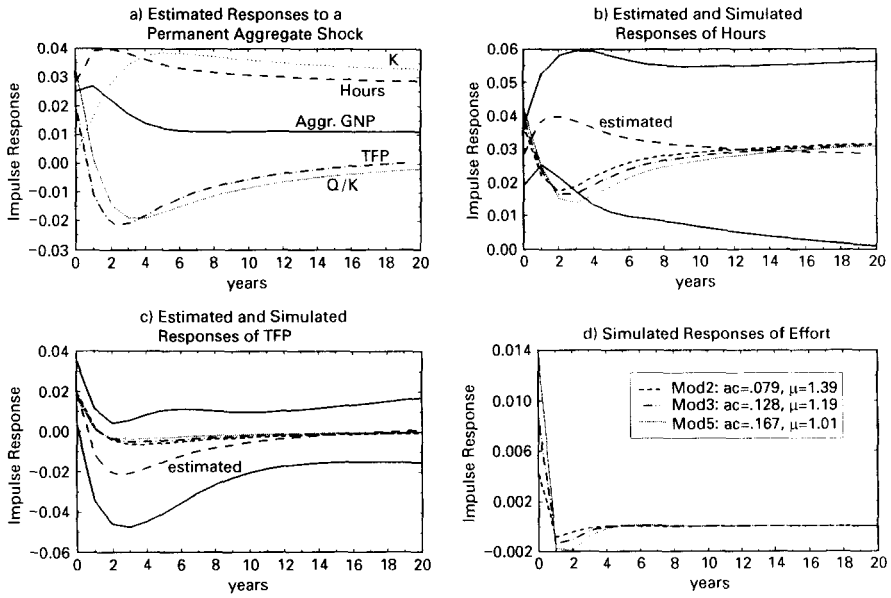 a) Estimated Responses to a
Permanent Aggregate Shock
Impulse Response
0.04
0.03
0.02
0.01
0.00
−0.01
−0.02
−0.03
K
Hours
Aggr. GNP
TFP
Q/K
0 2 4 6 8 10 12 14 16 18 20
years
b) Estimated and Simulated
Responses of Hours
Impulse Response
0.06
0.05
0.04
0.03
0.02
0.01
0.00
estimated
0 2 4 6 8 10 12 14 16 18 20
years
c) Estimated and Simulated
Responses of TFP
Impulse Response
0.04
0.02
0.00
−0.02
−0.04
−0.06
estimated
0 2 4 6 8 10 12 14 16 18 20
years
d) Simulated Responses of Effort
Impulse Response
0.014
0.010
0.006
0.002
−0.002
Mod2: ac=.079, μ=1.39
Mod3: ac=.128, μ=1.19
Mod5: ac=.167, μ=1.01
0 2 4 6 8 10 12 14 16 18 20
years